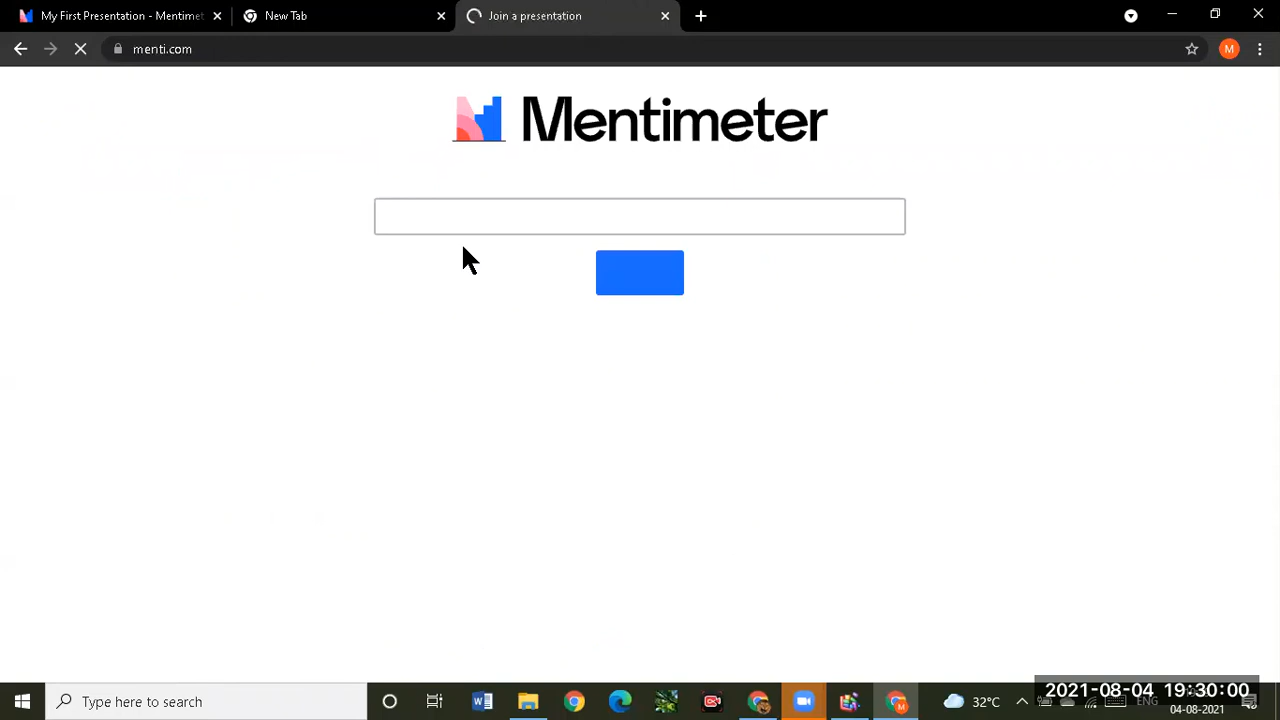 My First Presentation - Mentimet
New Tab
Join a presentation
menti.com
M
Mentimeter
Type here to search
32°C
ENG
2021-08-04 19:30:00
04-08-2021